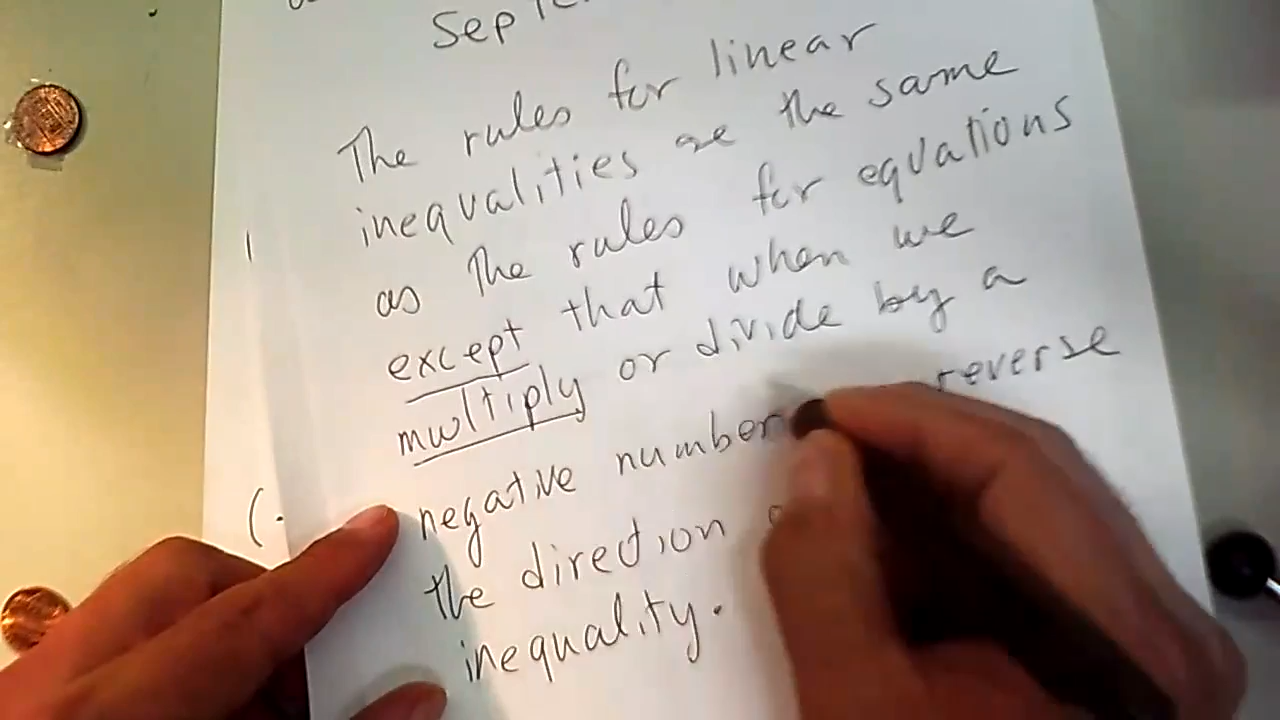 Sep
The rules for linear
inequalities are the same
as the rules for equations
except that when we
multiply or divide by a
negative number reverse
the direction
inequality.